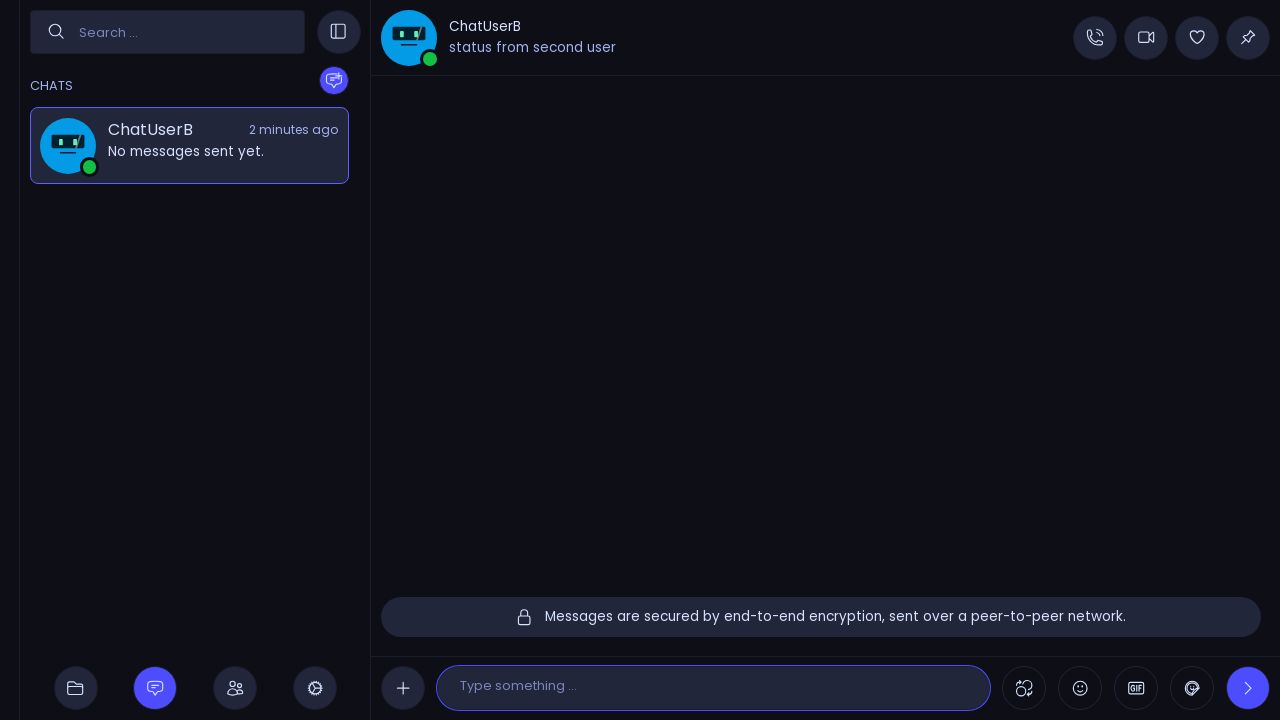 Search ...
CHATS
ChatUserB
2 minutes ago
No messages sent yet.
ChatUserB
status from second user
Messages are secured by end-to-end encryption, sent over a peer-to-peer network.
Type something ...
GIF